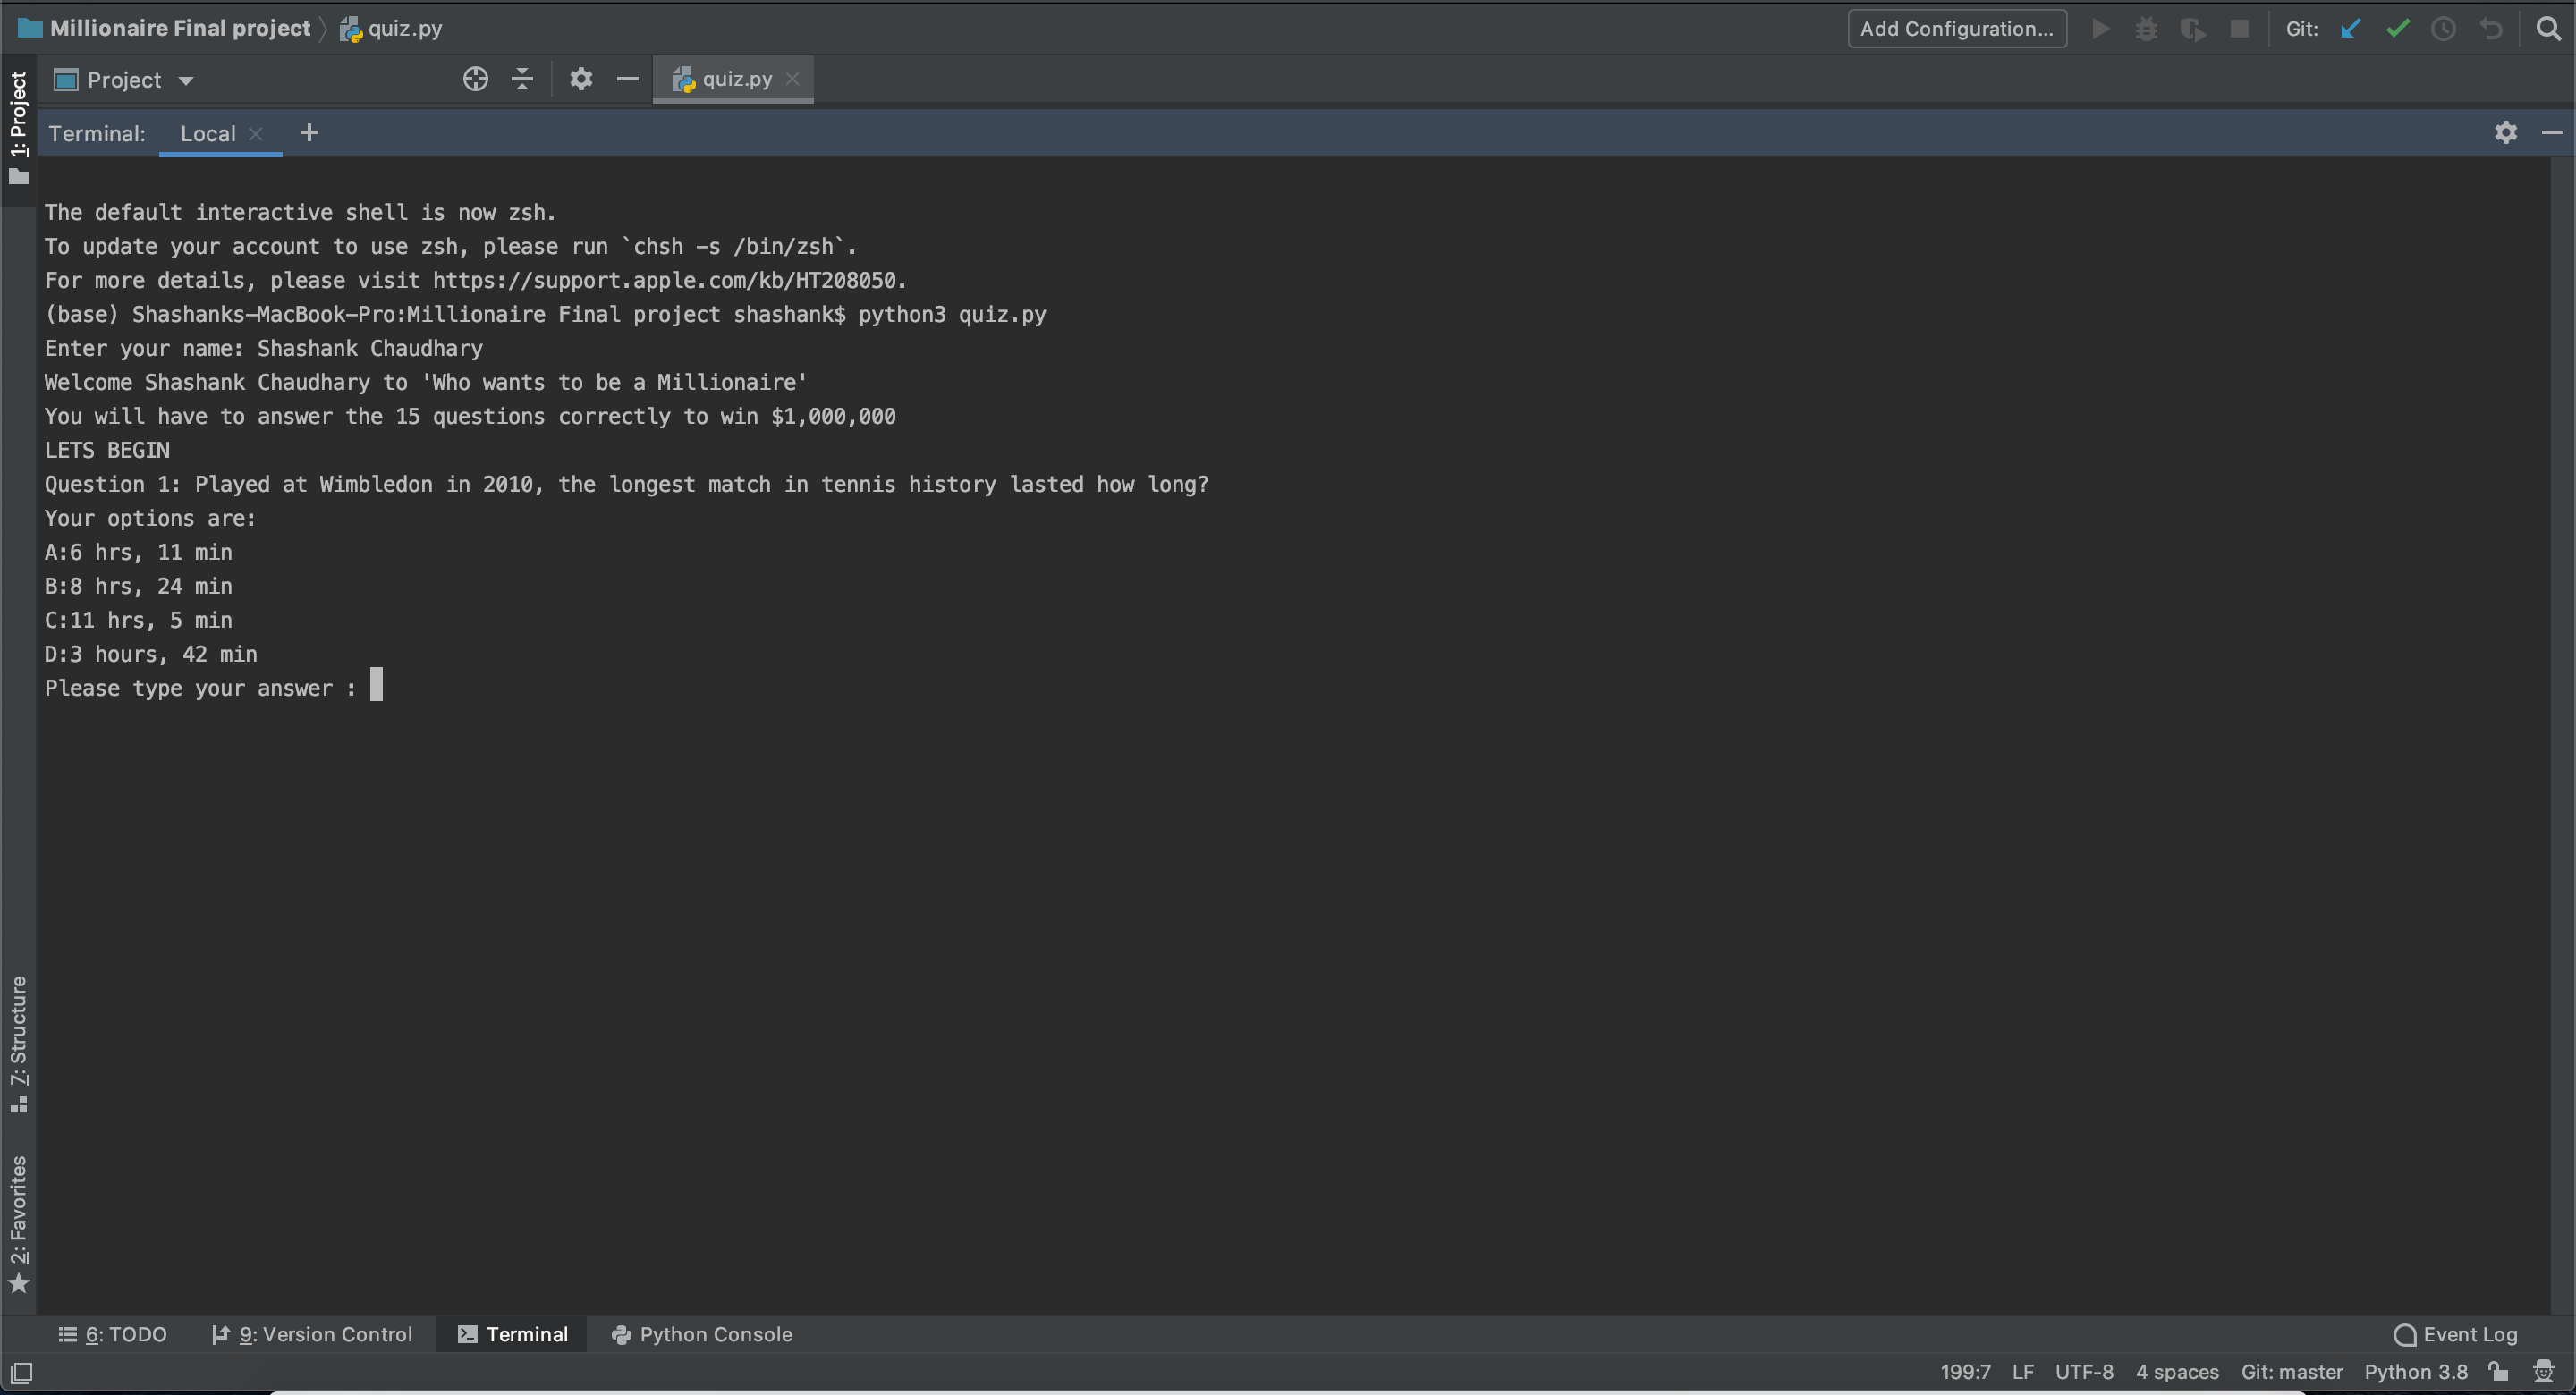 Millionaire Final project
quiz.py
Add Configuration...
Git:
1: Project
Project
quiz.py
Terminal:
Local
The default interactive shell is now zsh.
To update your account to use zsh, please run `chsh -s /bin/zsh`.
For more details, please visit https://support.apple.com/kb/HT208050.
(base) Shashanks-MacBook-Pro:Millionaire Final project shashank$ python3 quiz.py
Enter your name: Shashank Chaudhary
Welcome Shashank Chaudhary to 'Who wants to be a Millionaire'
You will have to answer the 15 questions correctly to win $1,000,000
LETS BEGIN
Question 1: Played at Wimbledon in 2010, the longest match in tennis history lasted how long?
Your options are:
A:6 hrs, 11 min
B:8 hrs, 24 min
C:11 hrs, 5 min
D:3 hours, 42 min
Please type your answer :
7: Structure
2: Favorites
6: TODO
9: Version Control
Terminal
Python Console
Event Log
199:7
LF
UTF-8
4 spaces
Git: master
Python 3.8